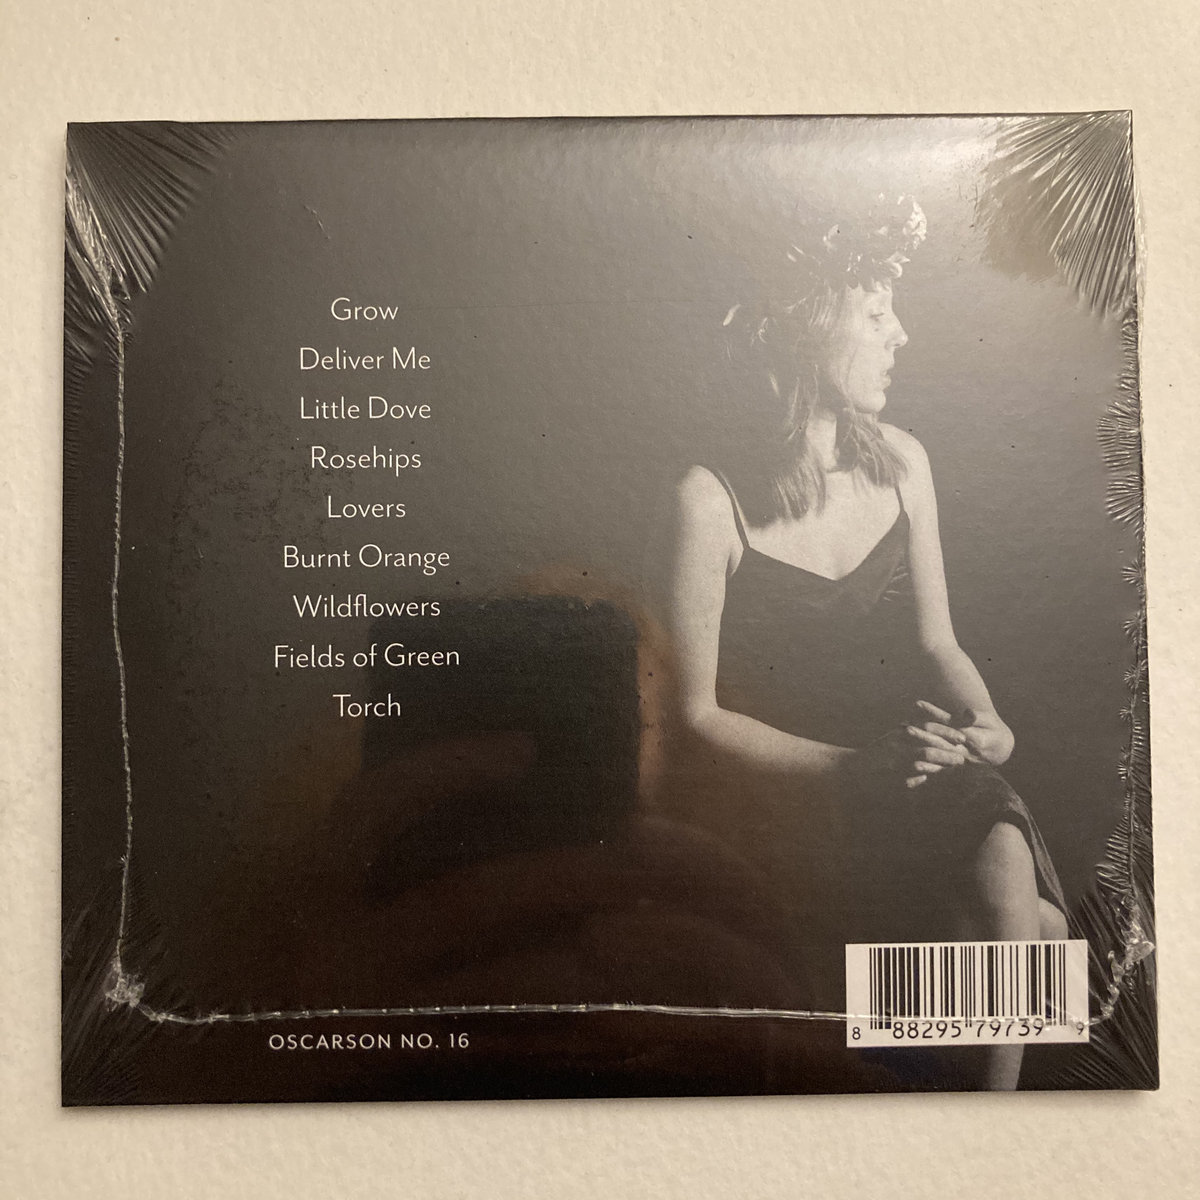 Grow
Deliver Me
Little Dove
Rosehips
Lovers
Burnt Orange
Wildflowers
Fields of Green
Torch
OSCARSON NO. 16
8 88295 79739 9